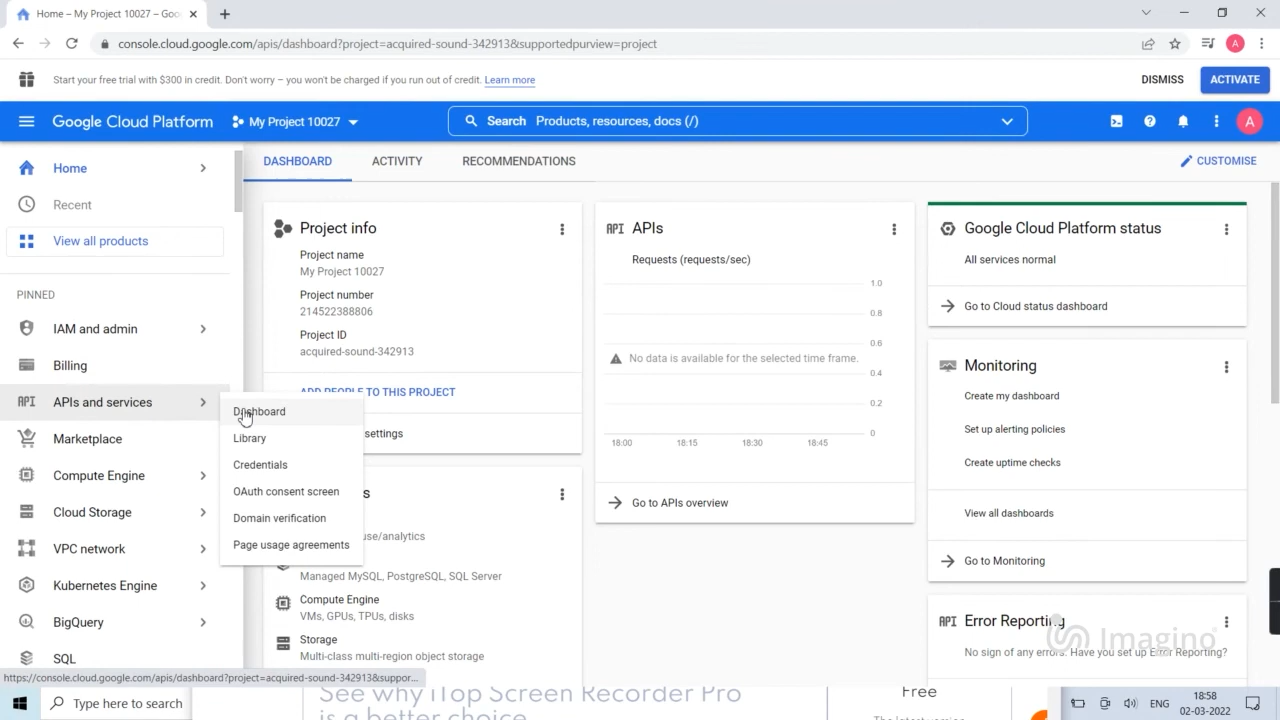 Home – My Project 10027 – Goo
console.cloud.google.com/apis/dashboard?project=acquired-sound-342913&supportedpurview=project
A
Start your free trial with $300 in credit. Don't worry – you won't be charged if you run out of credit. Learn more
DISMISS
ACTIVATE
Google Cloud Platform
My Project 10027
Search Products, resources, docs (/)
A
Home
Recent
View all products
PINNED
IAM and admin
Billing
API APIs and services
Marketplace
Compute Engine
Cloud Storage
VPC network
Kubernetes Engine
BigQuery
SQL
Dashboard
Library
Credentials
OAuth consent screen
Domain verification
Page usage agreements
DASHBOARD
ACTIVITY
RECOMMENDATIONS
CUSTOMISE
Project info
Project name
My Project 10027
Project number
214522388806
Project ID
acquired-sound-342913
ADD PEOPLE TO THIS PROJECT
settings
s
use/analytics
Managed MySQL, PostgreSQL, SQL Server
Compute Engine
VMs, GPUs, TPUs, disks
Storage
Multi-class multi-region object storage
API APIs
Requests (requests/sec)
1.0
0.8
0.6
No data is available for the selected time frame.
0.4
0.2
0
18:00 18:15 18:30 18:45
Go to APIs overview
Google Cloud Platform status
All services normal
Go to Cloud status dashboard
Monitoring
Create my dashboard
Set up alerting policies
Create uptime checks
View all dashboards
Go to Monitoring
API Error Reporting
No sign of any errors. Have you set up Error Reporting?
Imagino
https://console.cloud.google.com/apis/dashboard?project=acquired-sound-342913&suppor...
See why iTop Screen Recorder Pro
is a better choice
Free
The latest version
Type here to search
ENG
18:58
02-03-2022